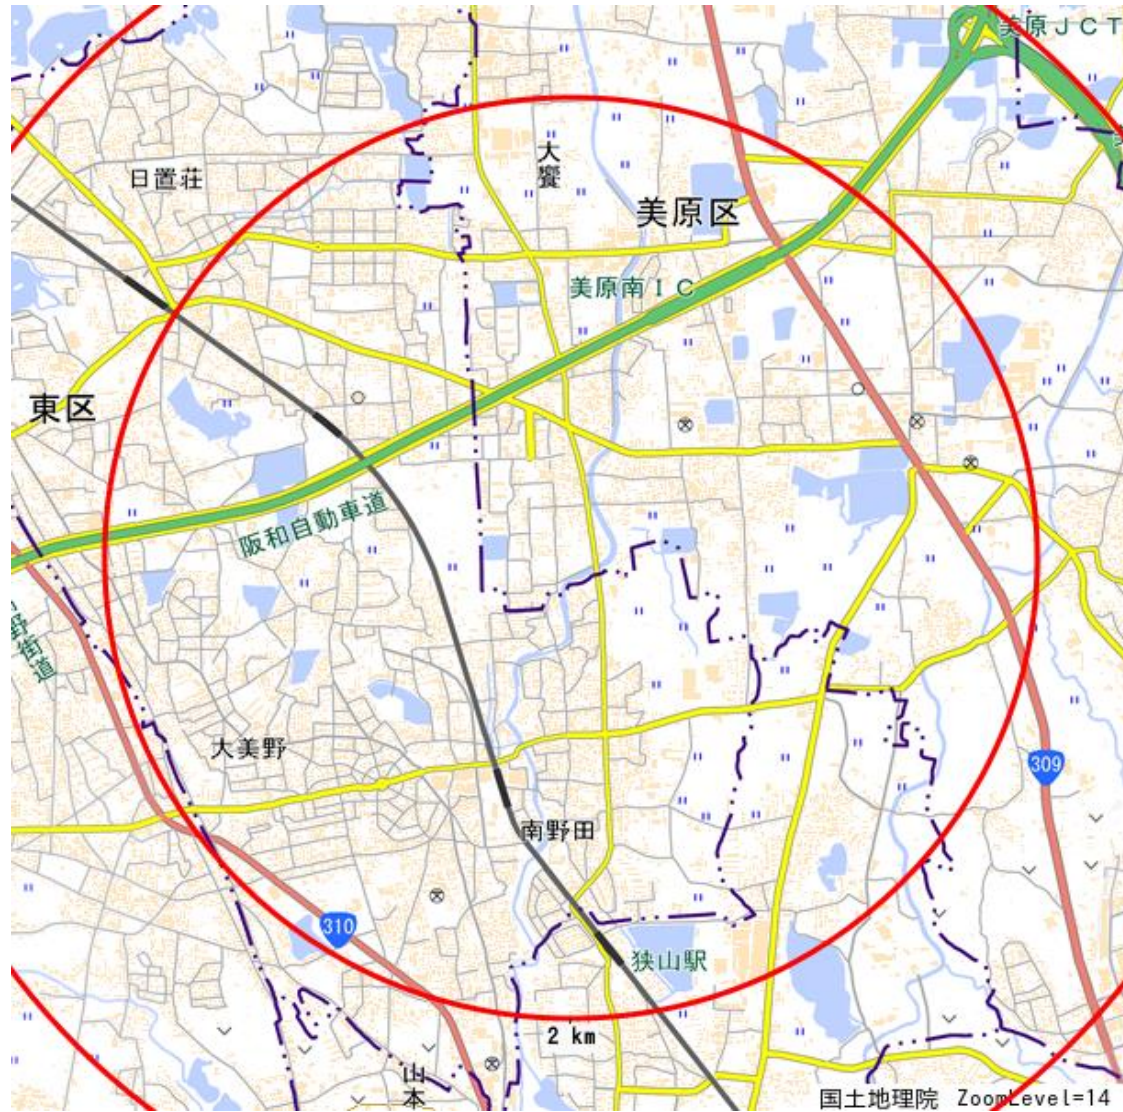 美原JCT
大饗
日置荘
美原区
美原南IC
東区
阪和自動車道
野街道
大美野
309
南野田
310
狭山駅
2 km
山本
国土地理院 ZoomLevel=14